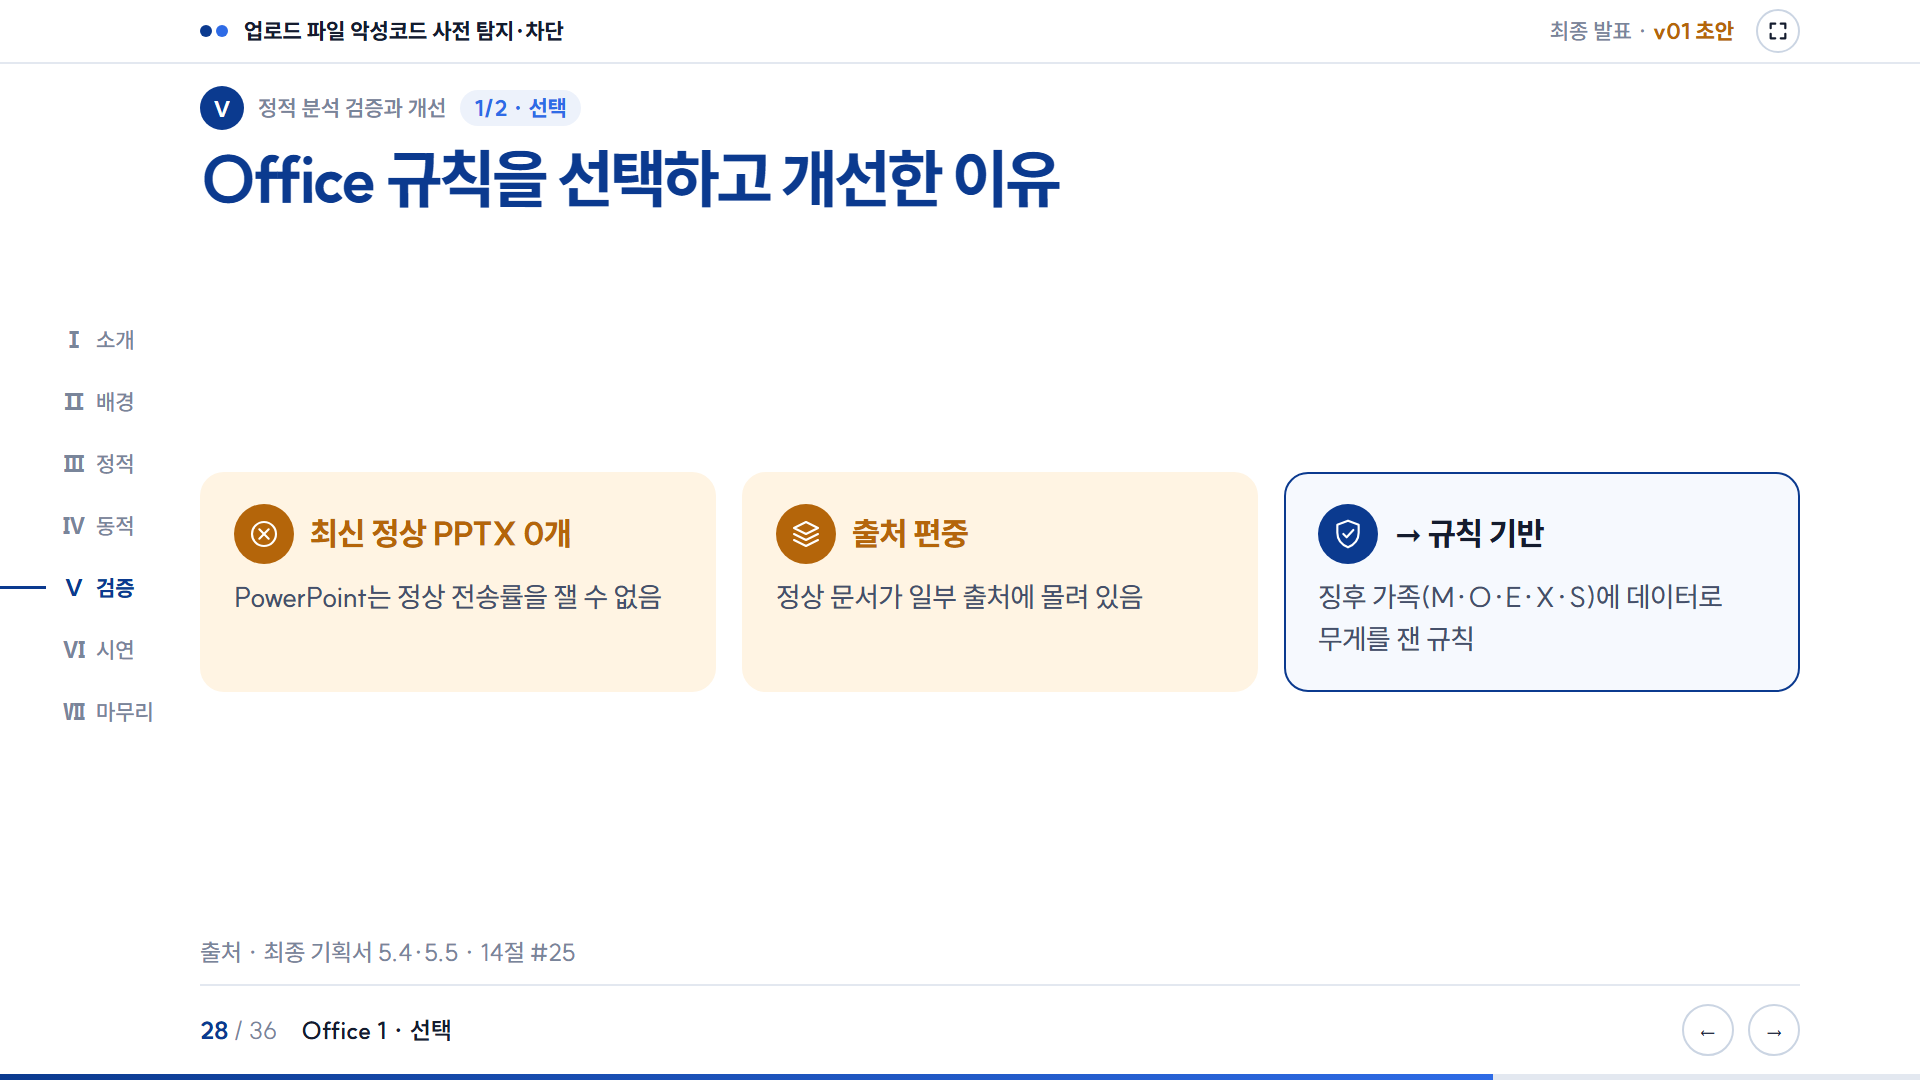 업로드 파일 악성코드 사전 탐지·차단
최종 발표 · v01 초안
V 정적 분석 검증과 개선 1/2 · 선택
Office 규칙을 선택하고 개선한 이유
I 소개
II 배경
III 정적
IV 동적
V 검증
VI 시연
VII 마무리
최신 정상 PPTX 0개
PowerPoint는 정상 전송률을 잴 수 없음
출처 편중
정상 문서가 일부 출처에 몰려 있음
→ 규칙 기반
징후 가족(M·O·E·X·S)에 데이터로
무게를 잰 규칙
출처 · 최종 기획서 5.4·5.5 · 14절 #25
28 / 36 Office 1 · 선택
← →